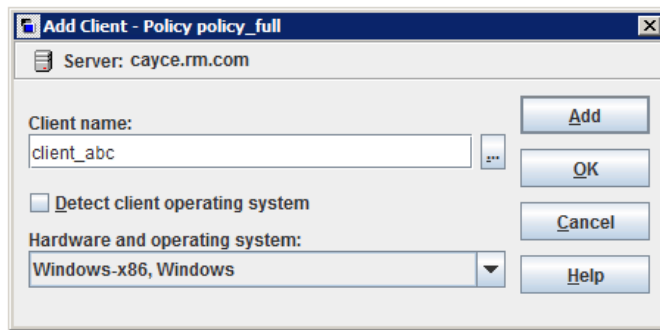 Add Client - Policy policy_full
Server: cayce.rm.com
Client name:
client_abc
...
Detect client operating system
Hardware and operating system:
Windows-x86, Windows
Add
OK
Cancel
Help